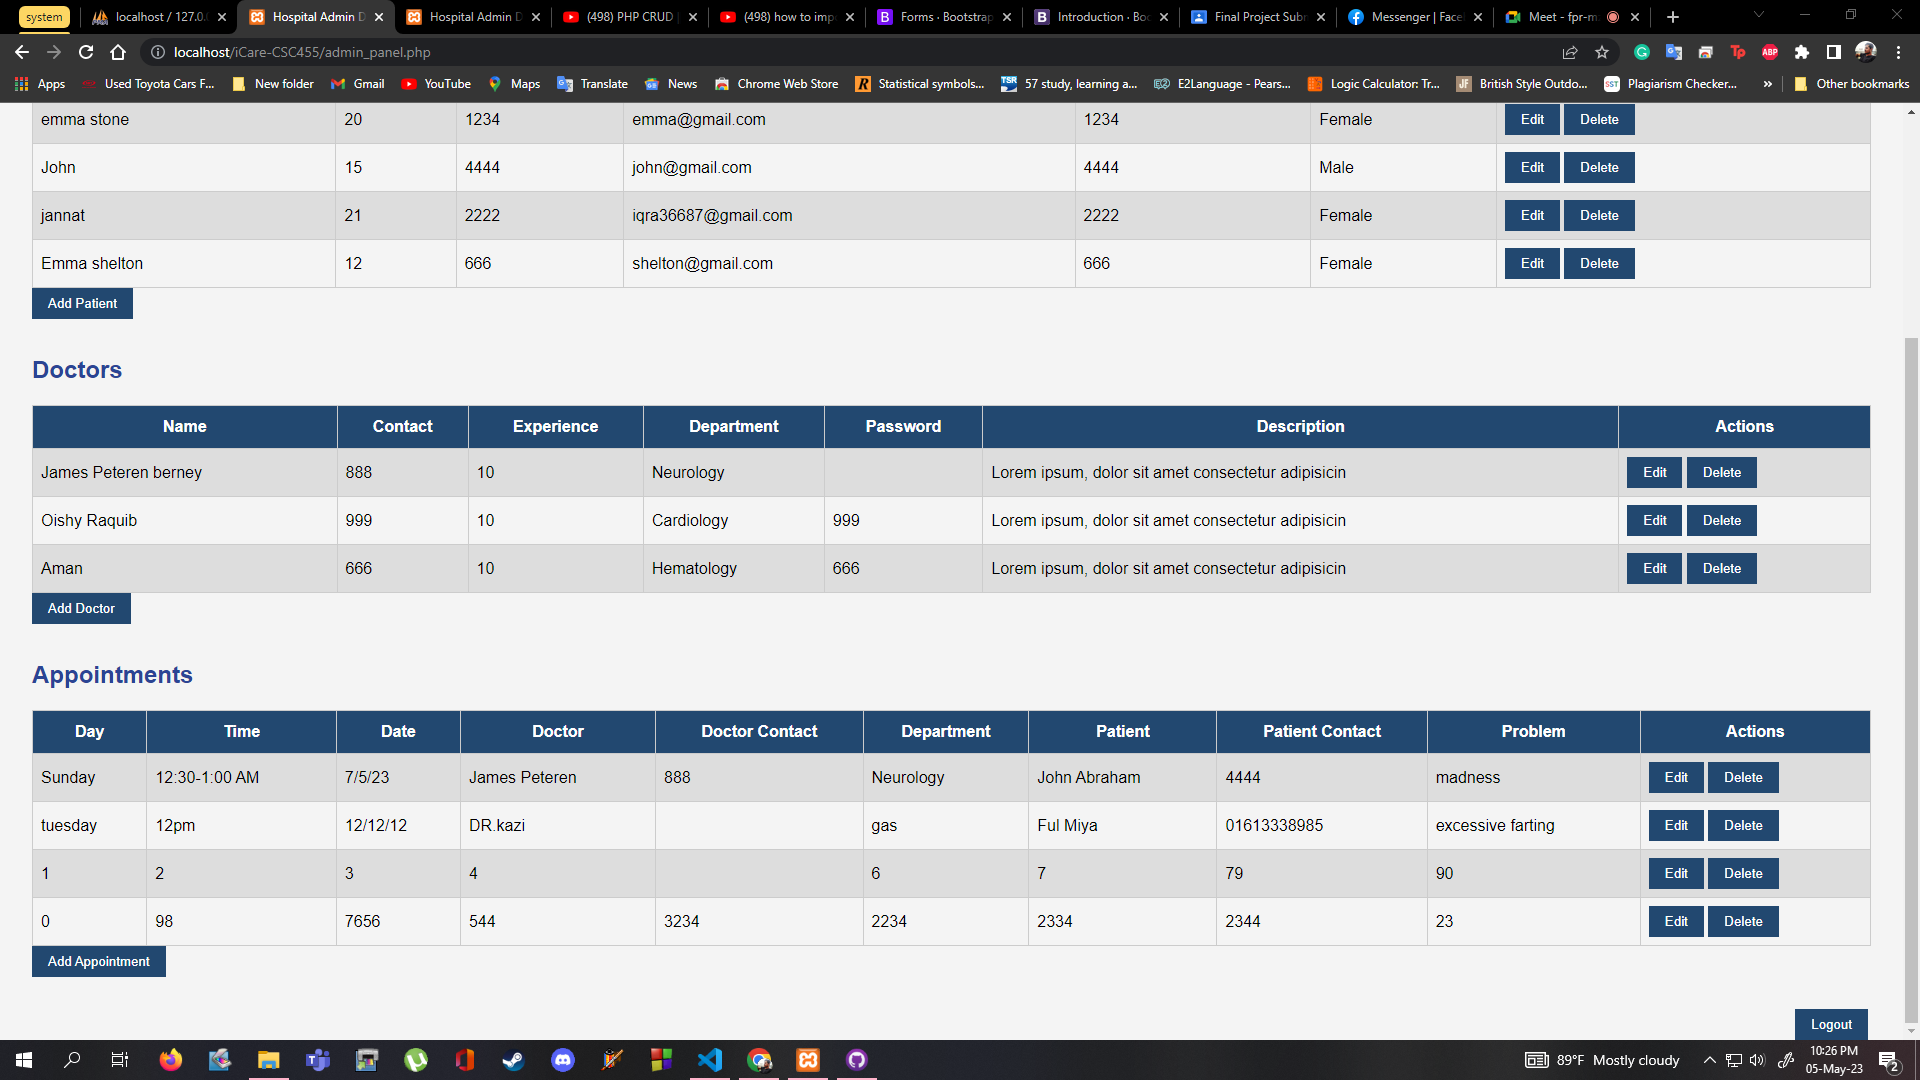 system
localhost / 127.0.
Hospital Admin D
Hospital Admin D
(498) PHP CRUD
(498) how to imp
Forms · Bootstrap
Introduction · Boo
Final Project Subm
Messenger | Face
Meet - fpr-m
localhost/iCare-CSC455/admin_panel.php
Apps
Used Toyota Cars F...
New folder
Gmail
YouTube
Maps
Translate
News
Chrome Web Store
Statistical symbols...
57 study, learning a...
E2Language - Pears...
Logic Calculator: Tr...
British Style Outdo...
Plagiarism Checker...
»
Other bookmarks
emma stone 20 1234 emma@gmail.com 1234 Female Edit Delete
John 15 4444 john@gmail.com 4444 Male Edit Delete
jannat 21 2222 iqra36687@gmail.com 2222 Female Edit Delete
Emma shelton 12 666 shelton@gmail.com 666 Female Edit Delete
Add Patient
Doctors
Name Contact Experience Department Password Description Actions
James Peteren berney 888 10 Neurology Lorem ipsum, dolor sit amet consectetur adipisicin Edit Delete
Oishy Raquib 999 10 Cardiology 999 Lorem ipsum, dolor sit amet consectetur adipisicin Edit Delete
Aman 666 10 Hematology 666 Lorem ipsum, dolor sit amet consectetur adipisicin Edit Delete
Add Doctor
Appointments
Day Time Date Doctor Doctor Contact Department Patient Patient Contact Problem Actions
Sunday 12:30-1:00 AM 7/5/23 James Peteren 888 Neurology John Abraham 4444 madness Edit Delete
tuesday 12pm 12/12/12 DR.kazi gas Ful Miya 01613338985 excessive farting Edit Delete
1 2 3 4 6 7 79 90 Edit Delete
0 98 7656 544 3234 2234 2334 2344 23 Edit Delete
Add Appointment
Logout
89°F Mostly cloudy
10:26 PM
05-May-23
2